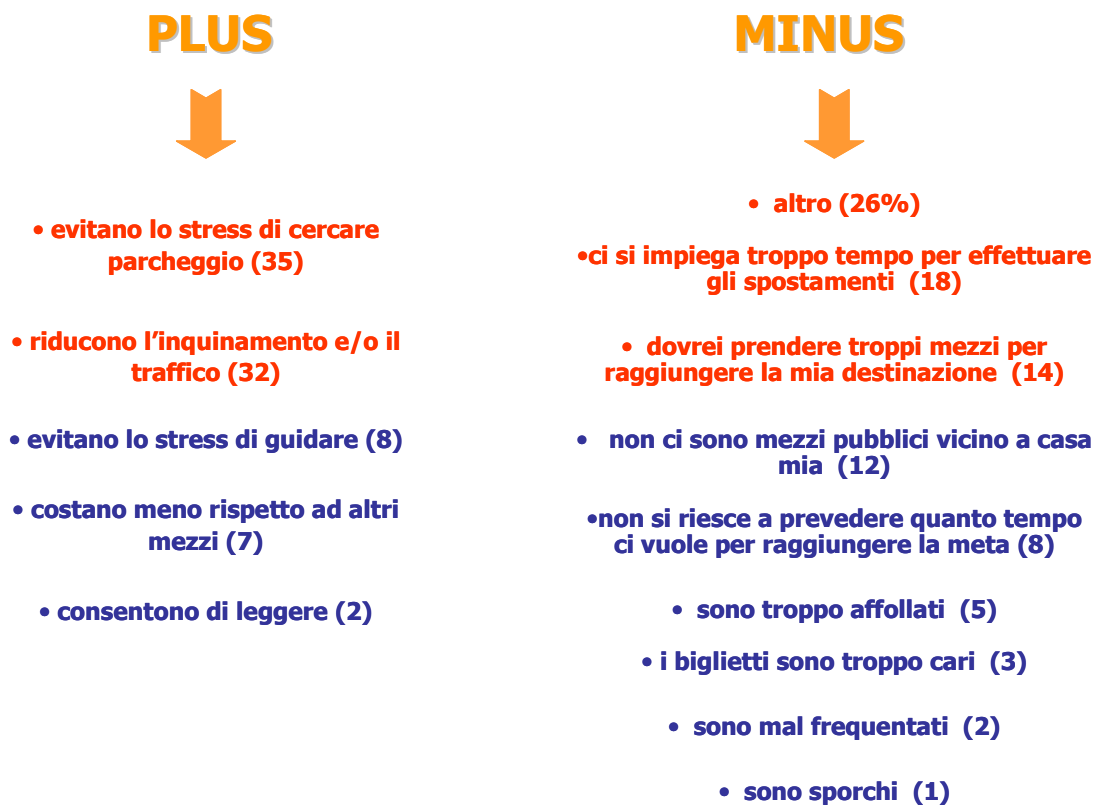 PLUS
• evitano lo stress di cercare
parcheggio (35)
• riducono l’inquinamento e/o il
traffico (32)
• evitano lo stress di guidare (8)
• costano meno rispetto ad altri
mezzi (7)
• consentono di leggere (2)
MINUS
• altro (26%)
•ci si impiega troppo tempo per effettuare
gli spostamenti (18)
• dovrei prendere troppi mezzi per
raggiungere la mia destinazione (14)
• non ci sono mezzi pubblici vicino a casa
mia (12)
•non si riesce a prevedere quanto tempo
ci vuole per raggiungere la meta (8)
• sono troppo affollati (5)
• i biglietti sono troppo cari (3)
• sono mal frequentati (2)
• sono sporchi (1)